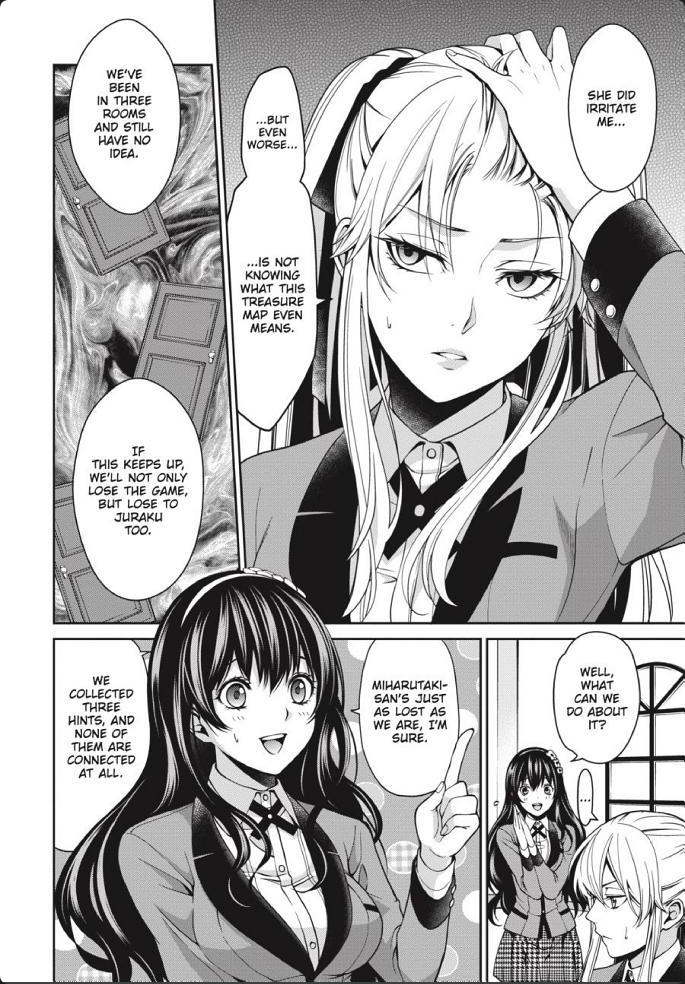 SHE DID
IRRITATE
ME...
...BUT
EVEN
WORSE...
...IS NOT
KNOWING
WHAT THIS
TREASURE
MAP EVEN
MEANS.
WE'VE
BEEN
IN THREE
ROOMS
AND STILL
HAVE NO
IDEA.
IF
THIS KEEPS UP,
WE'LL NOT ONLY
LOSE THE GAME,
BUT LOSE TO
JURAKU
TOO.
WELL,
WHAT
CAN WE
DO ABOUT
IT?
...
MIHARUTAKI-
SAN'S JUST
AS LOST AS
WE ARE, I'M
SURE.
WE
COLLECTED
THREE
HINTS, AND
NONE OF
THEM ARE
CONNECTED
AT ALL.